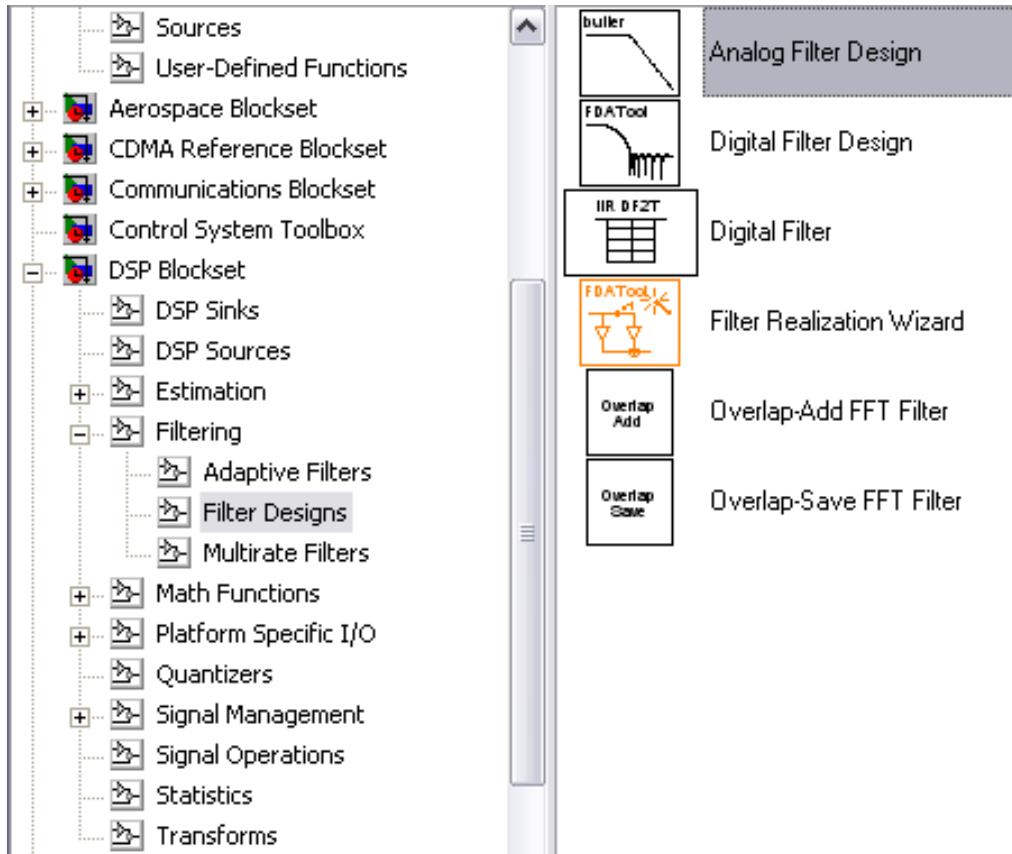 Sources
User-Defined Functions
Aerospace Blockset
CDMA Reference Blockset
Communications Blockset
Control System Toolbox
DSP Blockset
DSP Sinks
DSP Sources
Estimation
Filtering
Adaptive Filters
Filter Designs
Multirate Filters
Math Functions
Platform Specific I/O
Quantizers
Signal Management
Signal Operations
Statistics
Transforms
butter
Analog Filter Design
FDATool
Digital Filter Design
IIR DF2T
Digital Filter
FDATool
Filter Realization Wizard
Overlap
Add
Overlap-Add FFT Filter
Overlap
Save
Overlap-Save FFT Filter